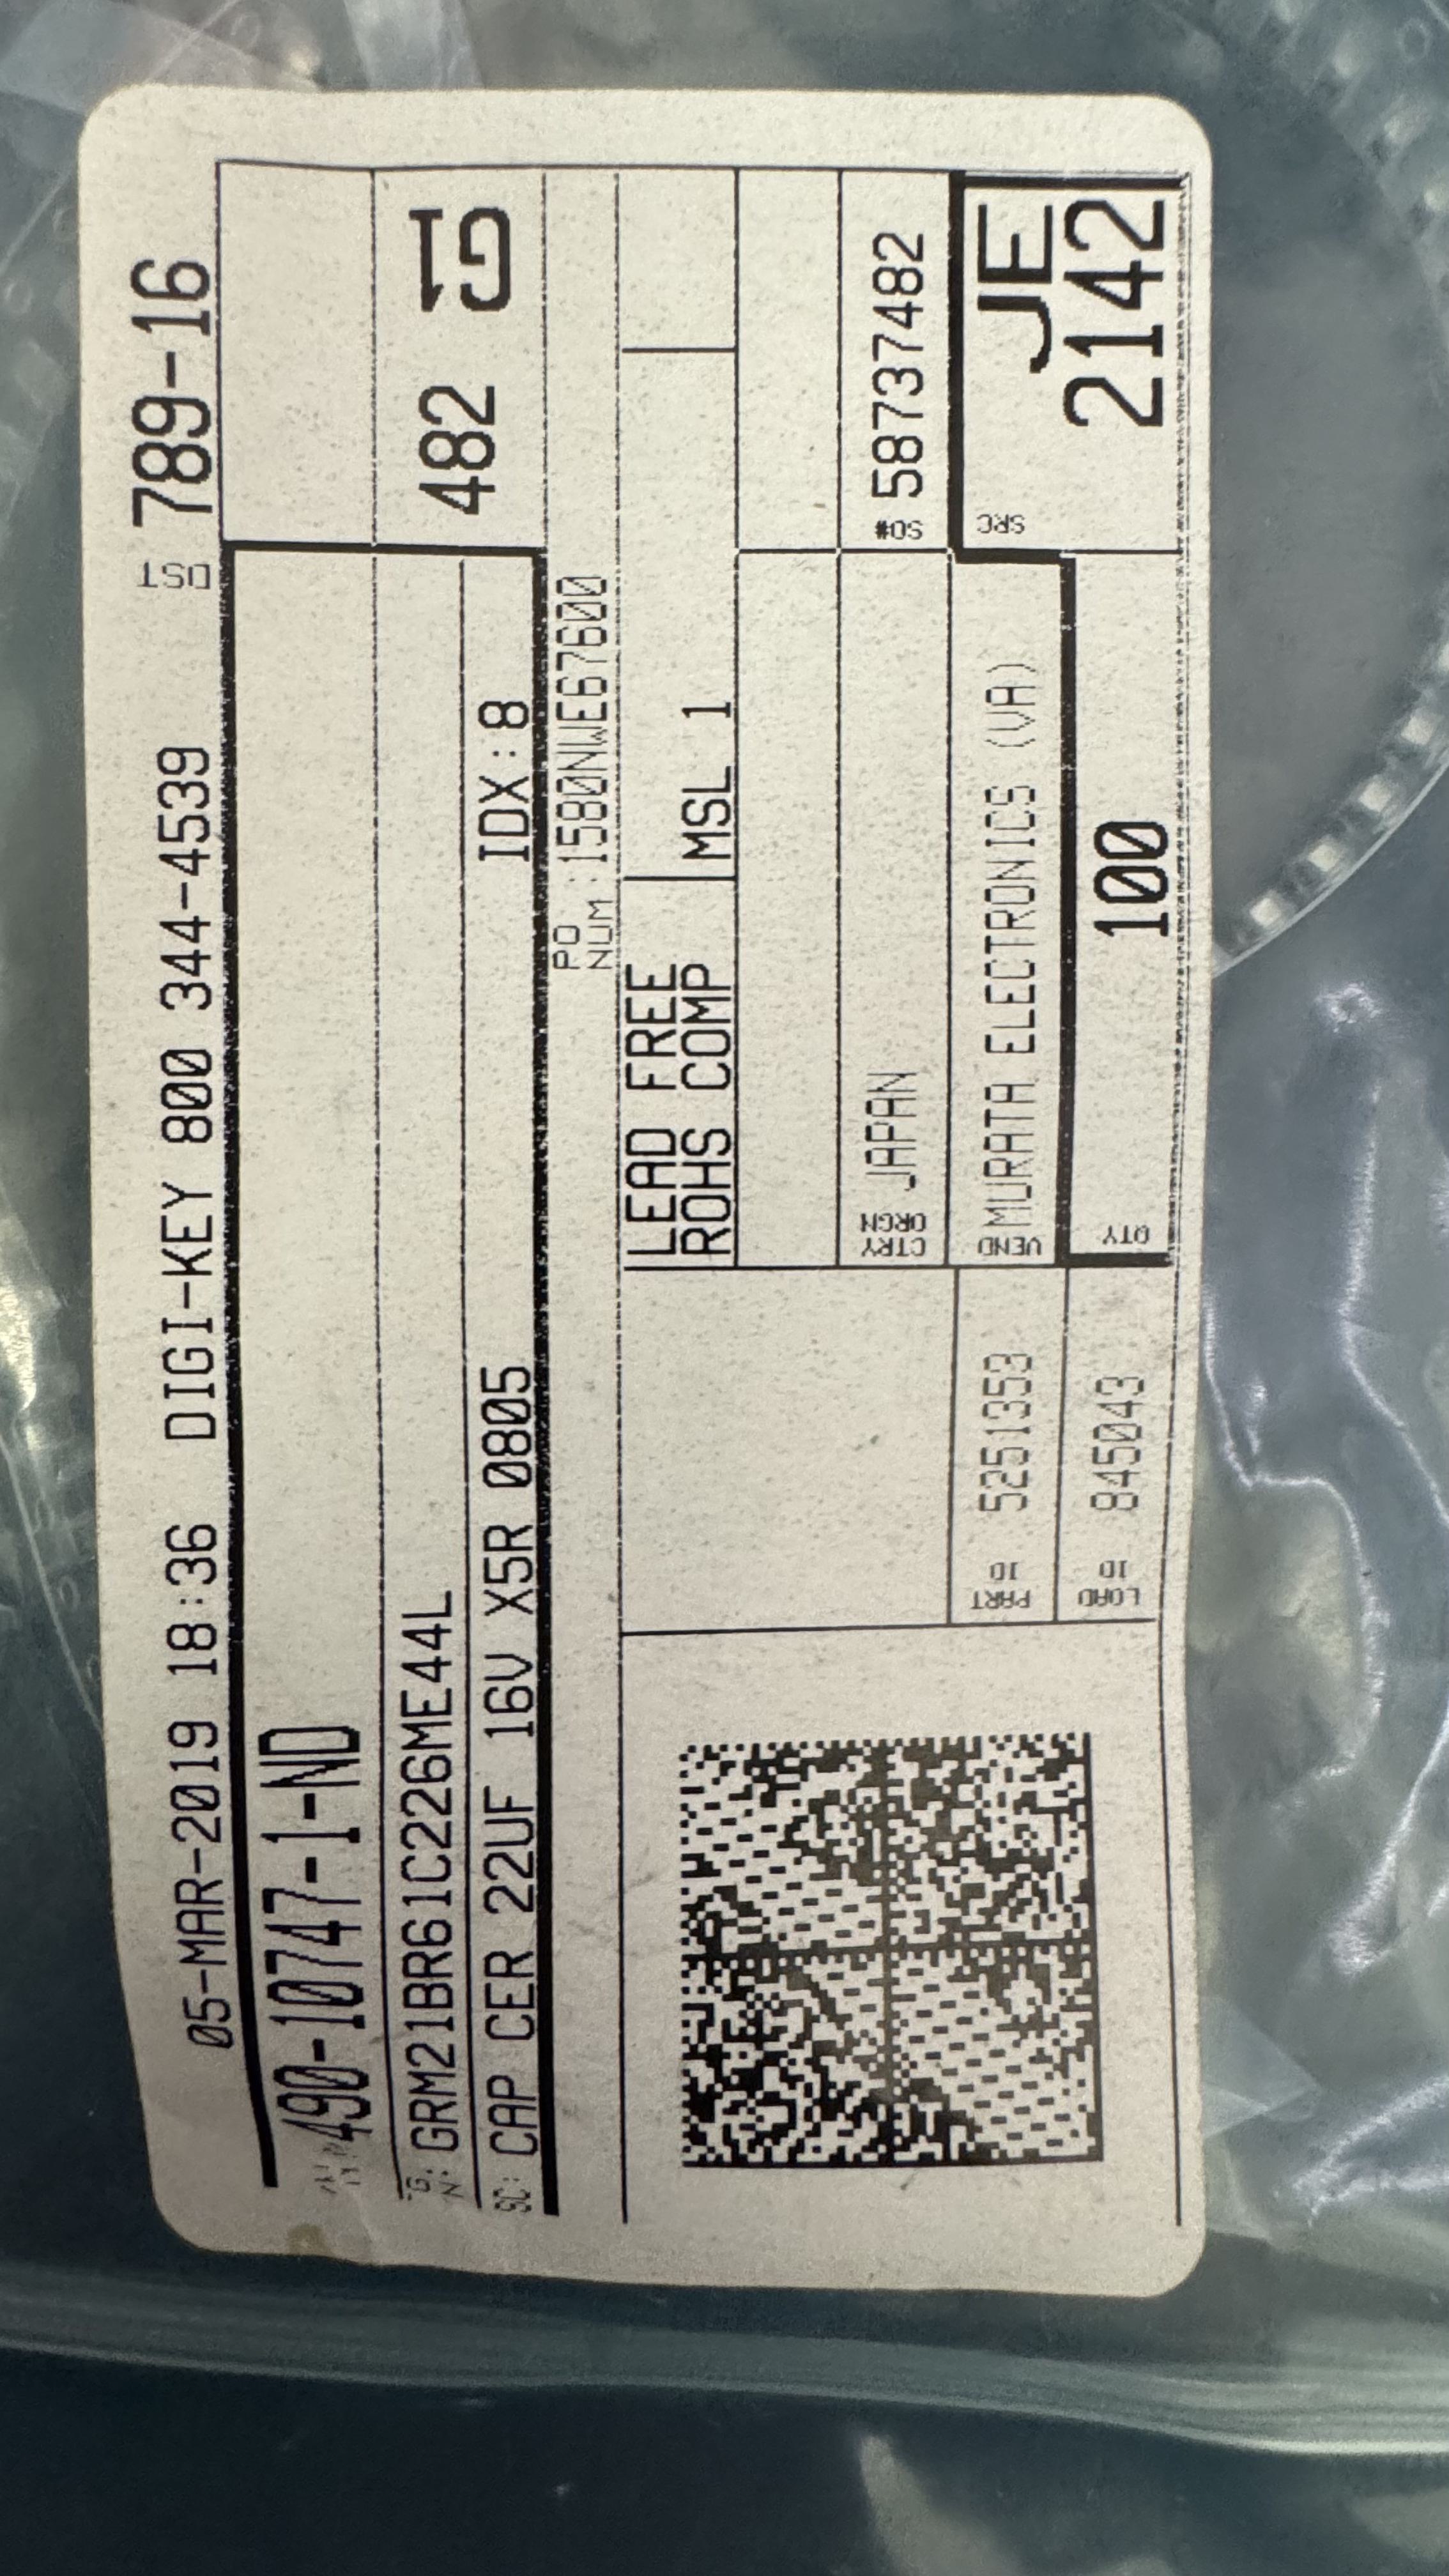 05-MAR-2019 18:36 DIGI-KEY 800 344-4539 DST 789-16
490-10747-1-ND
GRM21BR61C226ME44L 482 1G
CAP CER 22UF 16V X5R 0805 IDX:8
PO NUM: 1580NWE67600
LEAD FREE
ROHS COMP MSL 1
CTRY ORGN JAPAN SO# 58737482
PART ID 5251353 VEND MURATA ELECTRONICS (VA) SRC JE
LOAD ID 845043 QTY 100 2142